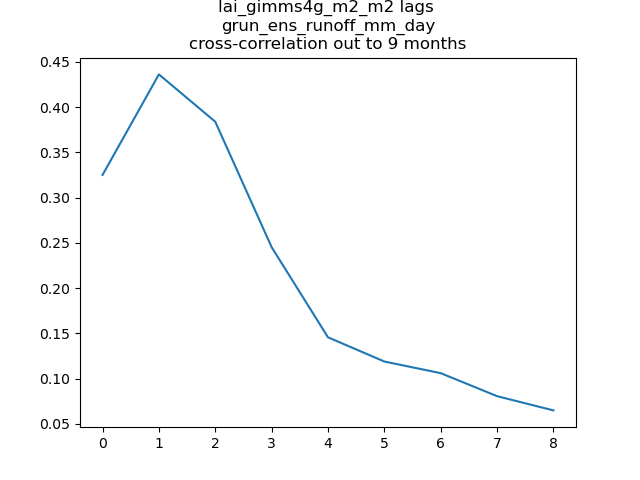 lai_gimms4g_m2_m2 lags
grun_ens_runoff_mm_day
cross-correlation out to 9 months
0.45
0.40
0.35
0.30
0.25
0.20
0.15
0.10
0.05
0 1 2 3 4 5 6 7 8